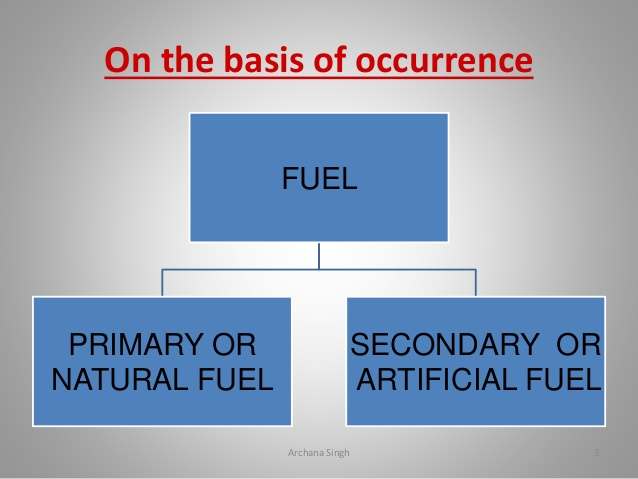 On the basis of occurrence
FUEL
PRIMARY OR
NATURAL FUEL
SECONDARY OR
ARTIFICIAL FUEL
Archana Singh
3